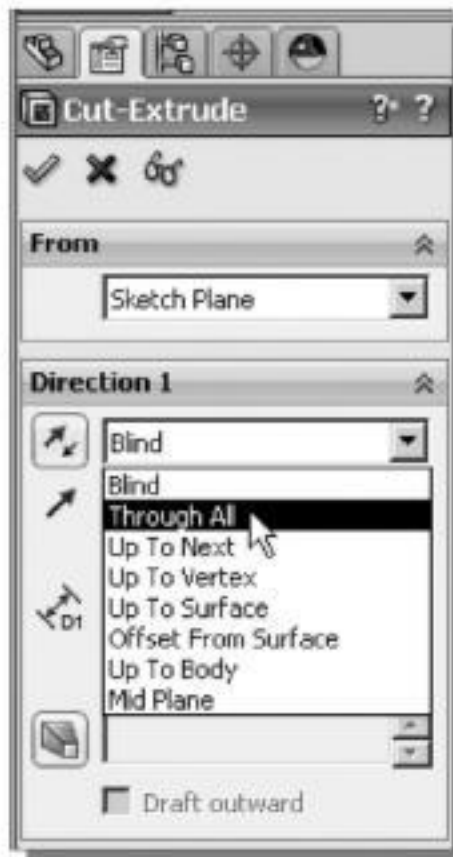 Cut-Extrude ? ?
From
Sketch Plane
Direction 1
Blind
Blind
Through All
Up To Next
Up To Vertex
Up To Surface
Offset From Surface
Up To Body
Mid Plane
D1
Draft outward